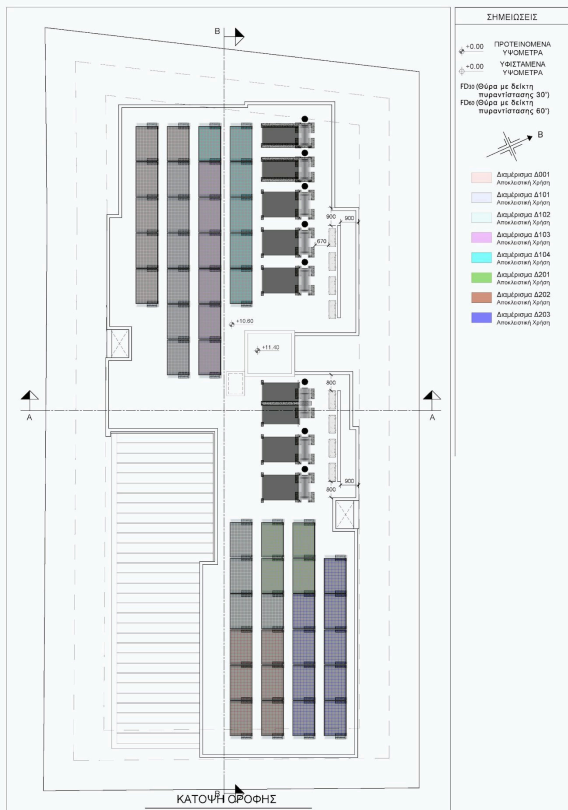 B
ΣΗΜΕΙΩΣΕΙΣ
+0.00 ΠΡΟΤΕΙΝΟΜΕΝΑ
ΥΨΟΜΕΤΡΑ
+0.00 ΥΦΙΣΤΑΜΕΝΑ
ΥΨΟΜΕΤΡΑ
FD30 (Θύρα με δείκτη
πυραντίστασης 30')
FD60 (Θύρα με δείκτη
πυραντίστασης 60')
B
Διαμέρισμα Δ001
Αποκλειστική Χρήση
Διαμέρισμα Δ101
Αποκλειστική Χρήση
Διαμέρισμα Δ102
Αποκλειστική Χρήση
Διαμέρισμα Δ103
Αποκλειστική Χρήση
Διαμέρισμα Δ104
Αποκλειστική Χρήση
Διαμέρισμα Δ201
Αποκλειστική Χρήση
Διαμέρισμα Δ202
Αποκλειστική Χρήση
Διαμέρισμα Δ203
Αποκλειστική Χρήση
900
900
670
+10.60
+11.40
800
A
A
900
800
B
ΚΑΤΟΨΗ ΟΡΟΦΗΣ